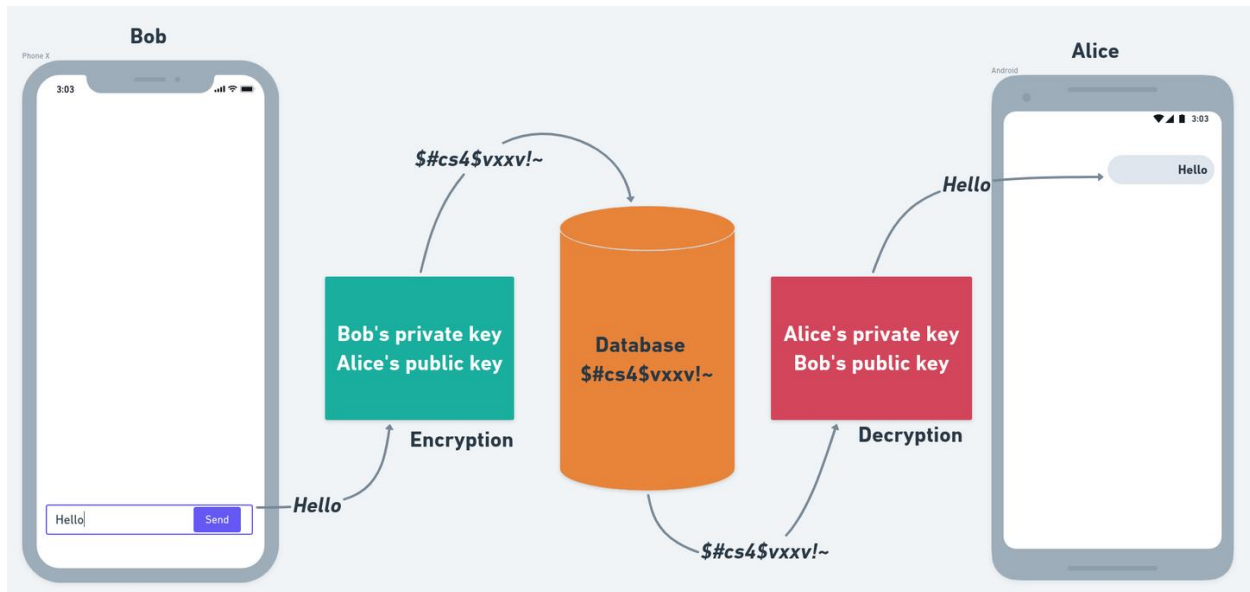 Bob
Phone X
3:03
Hello
Send
Hello
Bob's private key
Alice's public key
Encryption
$#cs4$vxxv!~
Database
$#cs4$vxxv!~
$#cs4$vxxv!~
Alice's private key
Bob's public key
Decryption
Hello
Alice
Android
3:03
Hello